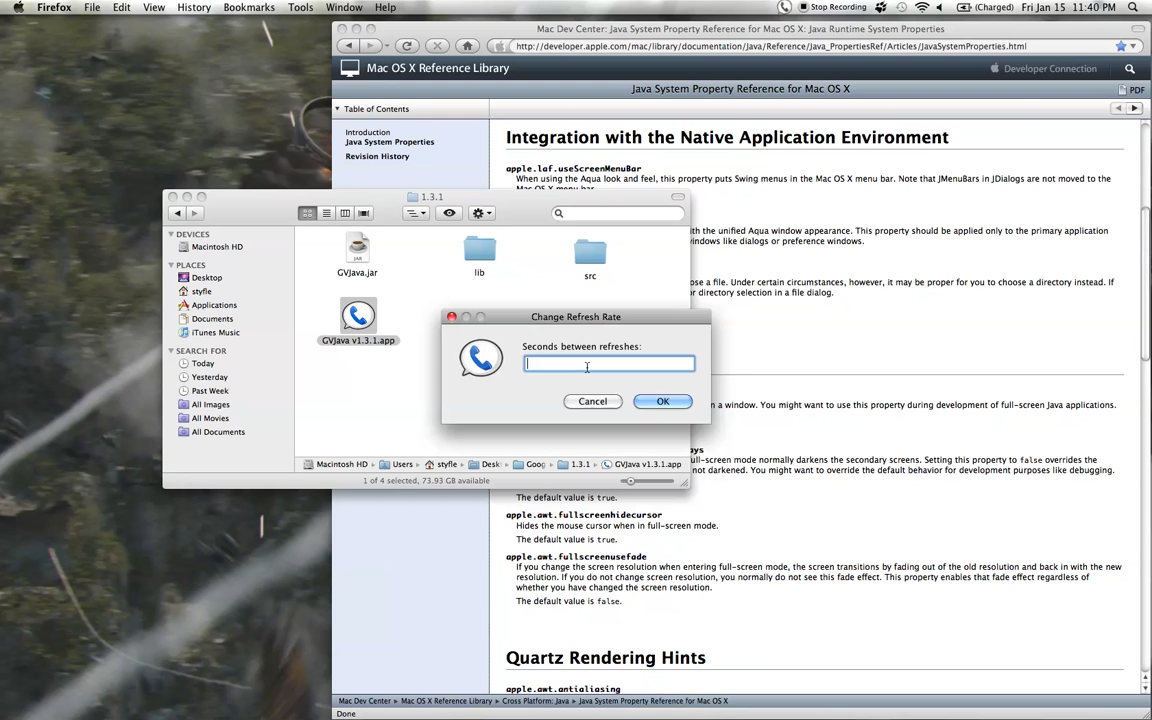 Firefox File Edit View History Bookmarks Tools Window Help Stop Recording (Charged) Fri Jan 15 11:40 PM
Mac Dev Center: Java System Property Reference for Mac OS X: Java Runtime System Properties
http://developer.apple.com/mac/library/documentation/Java/Reference/Java_PropertiesRef/Articles/JavaSystemProperties.html
Mac OS X Reference Library Developer Connection
Java System Property Reference for Mac OS X PDF
Table of Contents
Introduction
Java System Properties
Revision History
Integration with the Native Application Environment
apple.laf.useScreenMenuBar
When using the Aqua look and feel, this property puts Swing menus in the Mac OS X menu bar. Note that JMenuBars in JDialogs are not moved to the
Mac OS X menu bar.
th the unified Aqua window appearance. This property should be applied only to the primary application
indows like dialogs or preference windows.
ose a file. Under certain circumstances, however, it may be proper for you to choose a directory instead. If
or directory selection in a file dialog.
n a window. You might want to use this property during development of full-screen Java applications.
ays
ull-screen mode normally darkens the secondary screens. Setting this property to false overrides the
not darkened. You might want to override the default behavior for development purposes like debugging.
The default value is true.
apple.awt.fullscreenhidecursor
Hides the mouse cursor when in full-screen mode.
The default value is true.
apple.awt.fullscreenusefade
If you change the screen resolution when entering full-screen mode, the screen transitions by fading out of the old resolution and back in with the new
resolution. If you do not change screen resolution, you normally do not see this fade effect. This property enables that fade effect regardless of
whether you have changed the screen resolution.
The default value is false.
Quartz Rendering Hints
apple.awt.antialiasing
Mac Dev Center ▸ Mac OS X Reference Library ▸ Cross Platform: Java ▸ Java System Property Reference for Mac OS X
Done
1.3.1
DEVICES
Macintosh HD
PLACES
Desktop
styfle
Applications
Documents
iTunes Music
SEARCH FOR
Today
Yesterday
Past Week
All Images
All Movies
All Documents
JAR
GVJava.jar
lib
src
GVJava v1.3.1.app
Macintosh HD ▸ Users ▸ styfle ▸ Desk ▸ Goog ▸ 1.3.1 ▸ GVJava v1.3.1.app
1 of 4 selected, 73.93 GB available
Change Refresh Rate
Seconds between refreshes:
Cancel OK